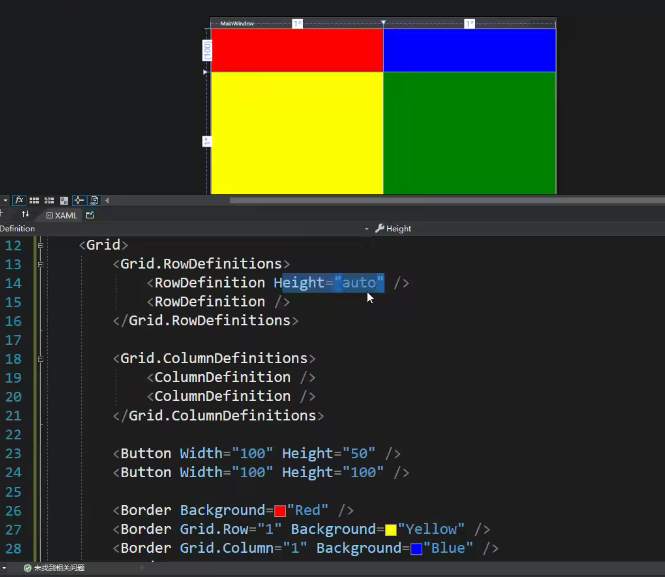 MainWindow
1* 1*
(100)
1*
fx
XAML
Definition Height
12 <Grid>
13 <Grid.RowDefinitions>
14 <RowDefinition Height="auto" />
15 <RowDefinition />
16 </Grid.RowDefinitions>
17
18 <Grid.ColumnDefinitions>
19 <ColumnDefinition />
20 <ColumnDefinition />
21 </Grid.ColumnDefinitions>
22
23 <Button Width="100" Height="50" />
24 <Button Width="100" Height="100" />
25
26 <Border Background="Red" />
27 <Border Grid.Row="1" Background="Yellow" />
28 <Border Grid.Column="1" Background="Blue" />
未找到相关问题